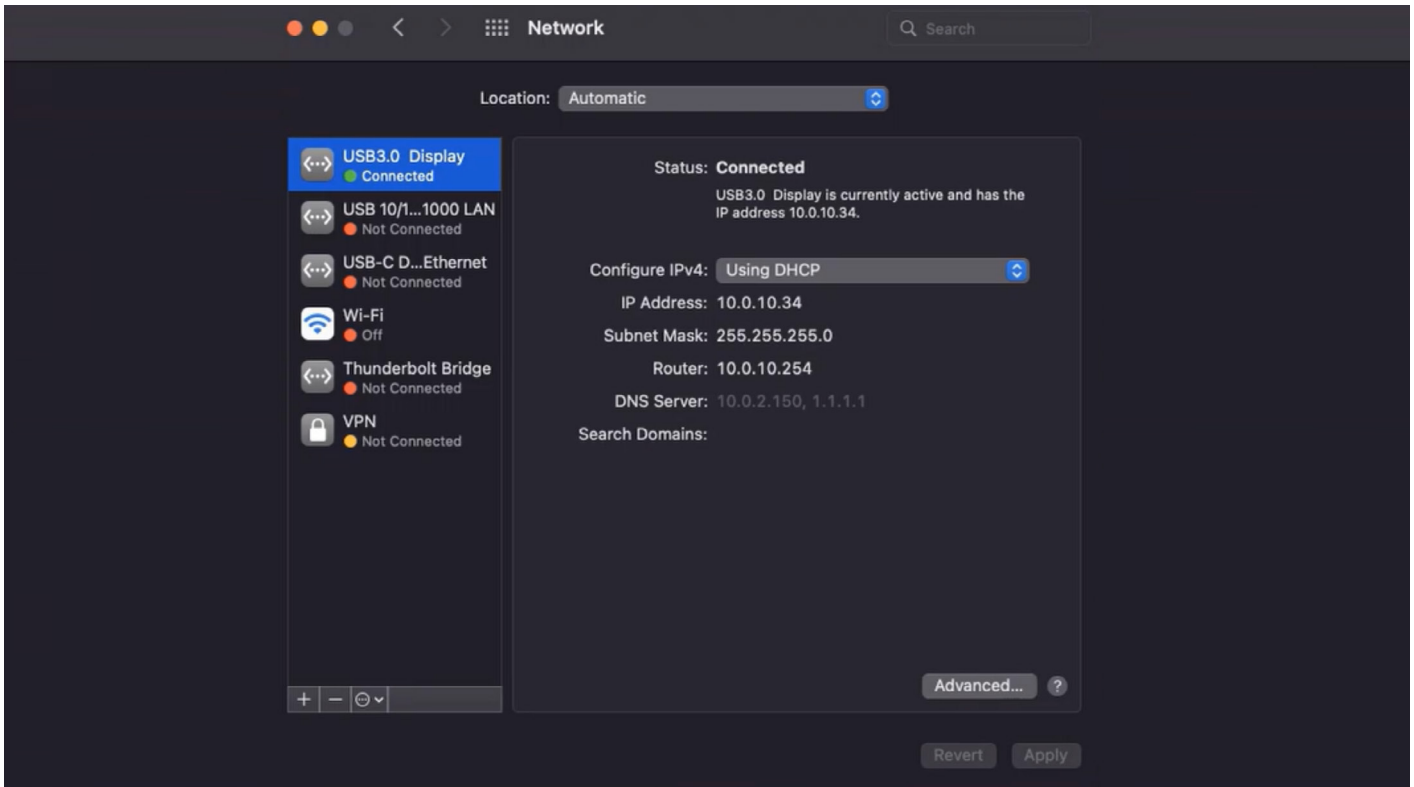 Network
Search
Location: Automatic
USB3.0 Display
Connected
USB 10/1...1000 LAN
Not Connected
USB-C D...Ethernet
Not Connected
Wi-Fi
Off
Thunderbolt Bridge
Not Connected
VPN
Not Connected
Status: Connected
USB3.0 Display is currently active and has the
IP address 10.0.10.34.
Configure IPv4: Using DHCP
IP Address: 10.0.10.34
Subnet Mask: 255.255.255.0
Router: 10.0.10.254
DNS Server: 10.0.2.150, 1.1.1.1
Search Domains:
Advanced... ?
Revert Apply